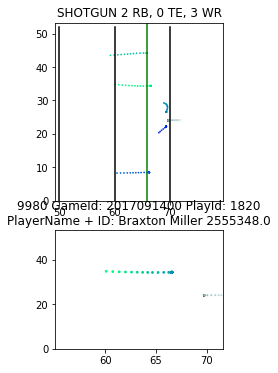 SHOTGUN 2 RB, 0 TE, 3 WR
50
40
30
20
10
0
50 60 70
9980 GameId: 2017091400 PlayId: 1820
PlayerName + ID: Braxton Miller 2555348.0
40
20
0
60 65 70